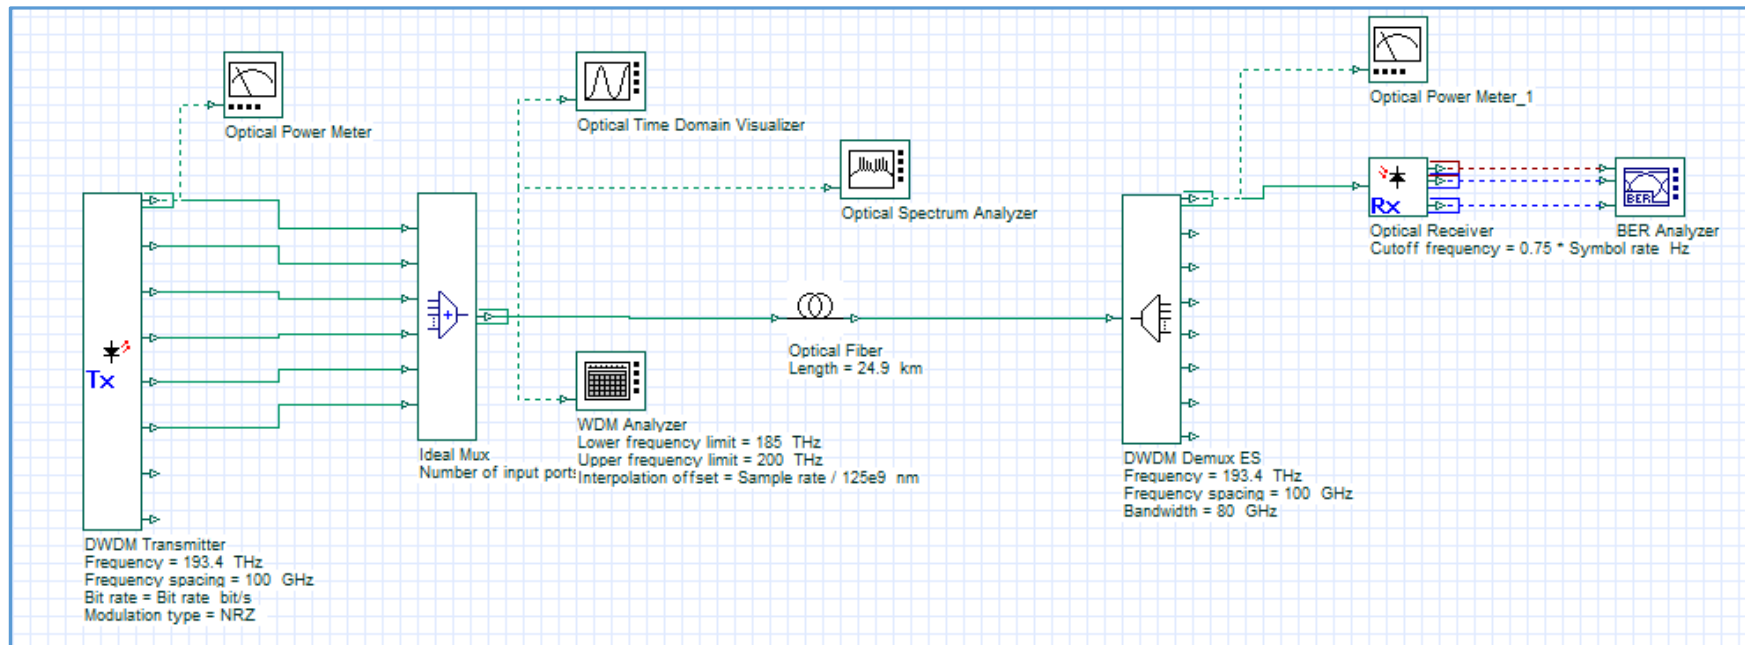 Optical Power Meter
Optical Time Domain Visualizer
Optical Spectrum Analyzer
Optical Power Meter_1
Rx
Optical Receiver
Cutoff frequency = 0.75 * Symbol rate Hz
BER
BER Analyzer
Tx
DWDM Transmitter
Frequency = 193.4 THz
Frequency spacing = 100 GHz
Bit rate = Bit rate bit/s
Modulation type = NRZ
Ideal Mux
Number of input ports
WDM Analyzer
Lower frequency limit = 185 THz
Upper frequency limit = 200 THz
Interpolation offset = Sample rate / 125e9 nm
Optical Fiber
Length = 24.9 km
DWDM Demux ES
Frequency = 193.4 THz
Frequency spacing = 100 GHz
Bandwidth = 80 GHz